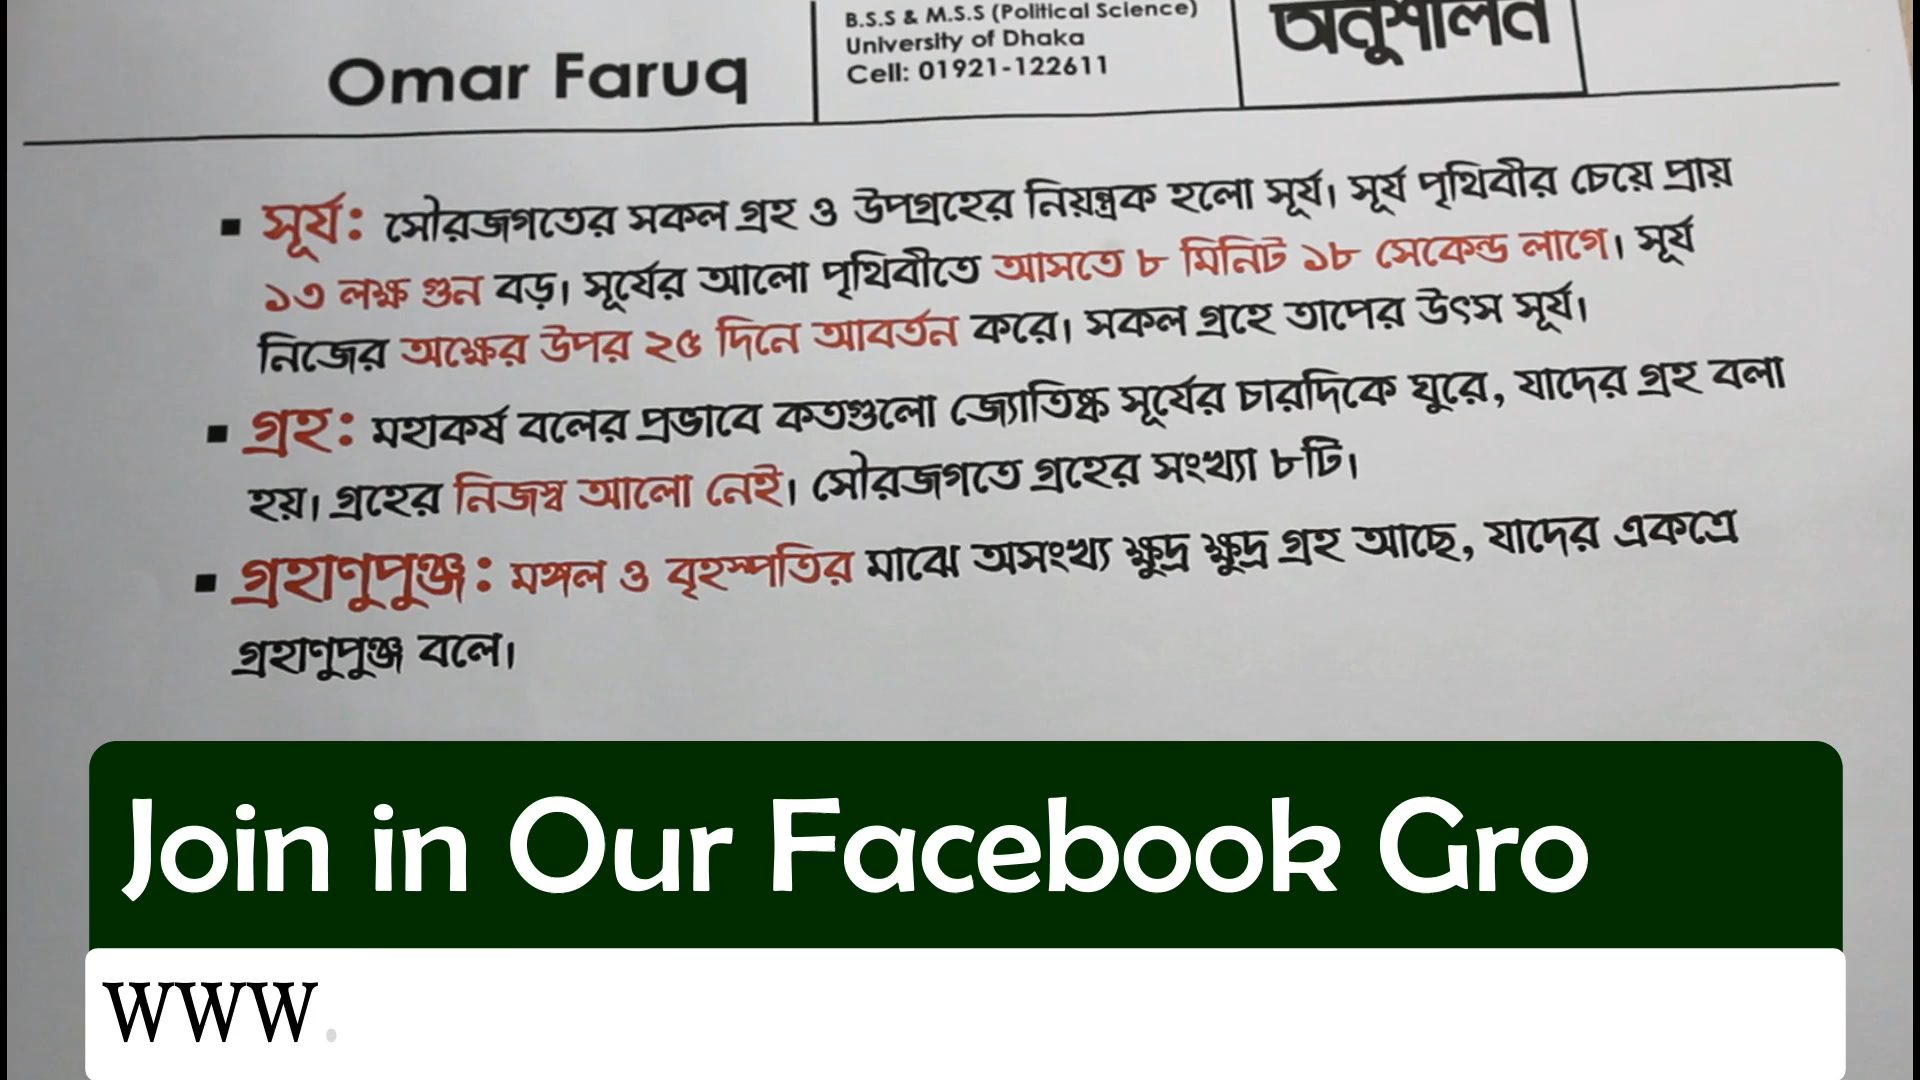 Omar Faruq
B.S.S & M.S.S (Political Science)
University of Dhaka
Cell: 01921-122611
অনুশীলন
▪ সূর্য: সৌরজগতের সকল গ্রহ ও উপগ্রহের নিয়ন্ত্রক হলো সূর্য। সূর্য পৃথিবীর চেয়ে প্রায়
১৩ লক্ষ গুন বড়। সূর্যের আলো পৃথিবীতে আসতে ৮ মিনিট ১৮ সেকেন্ড লাগে। সূর্য
নিজের অক্ষের উপর ২৫ দিনে আবর্তন করে। সকল গ্রহে তাপের উৎস সূর্য।
▪ গ্রহ: মহাকর্ষ বলের প্রভাবে কতগুলো জ্যোতিষ্ক সূর্যের চারদিকে ঘুরে, যাদের গ্রহ বলা
হয়। গ্রহের নিজস্ব আলো নেই। সৌরজগতে গ্রহের সংখ্যা ৮টি।
▪ গ্রহাণুপুঞ্জ: মঙ্গল ও বৃহস্পতির মাঝে অসংখ্য ক্ষুদ্র ক্ষুদ্র গ্রহ আছে, যাদের একত্রে
গ্রহাণুপুঞ্জ বলে।
Join in Our Facebook Gro
www.